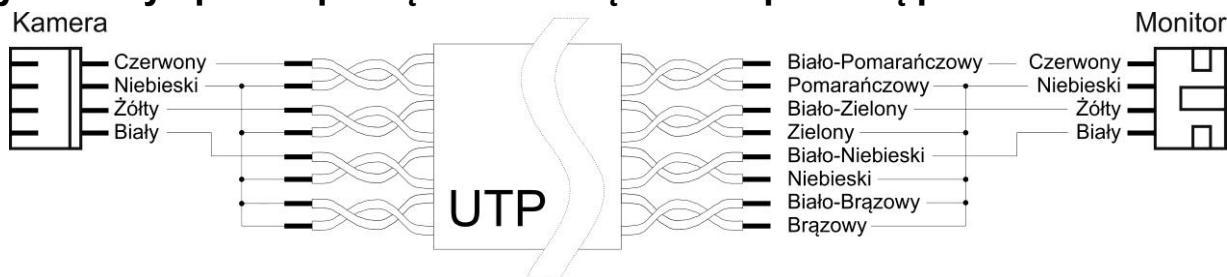 Kamera
Czerwony
Niebieski
Żółty
Biały
UTP
Biało-Pomarańczowy
Pomarańczowy
Biało-Zielony
Zielony
Biało-Niebieski
Niebieski
Biało-Brązowy
Brązowy
Monitor
Czerwony
Niebieski
Żółty
Biały